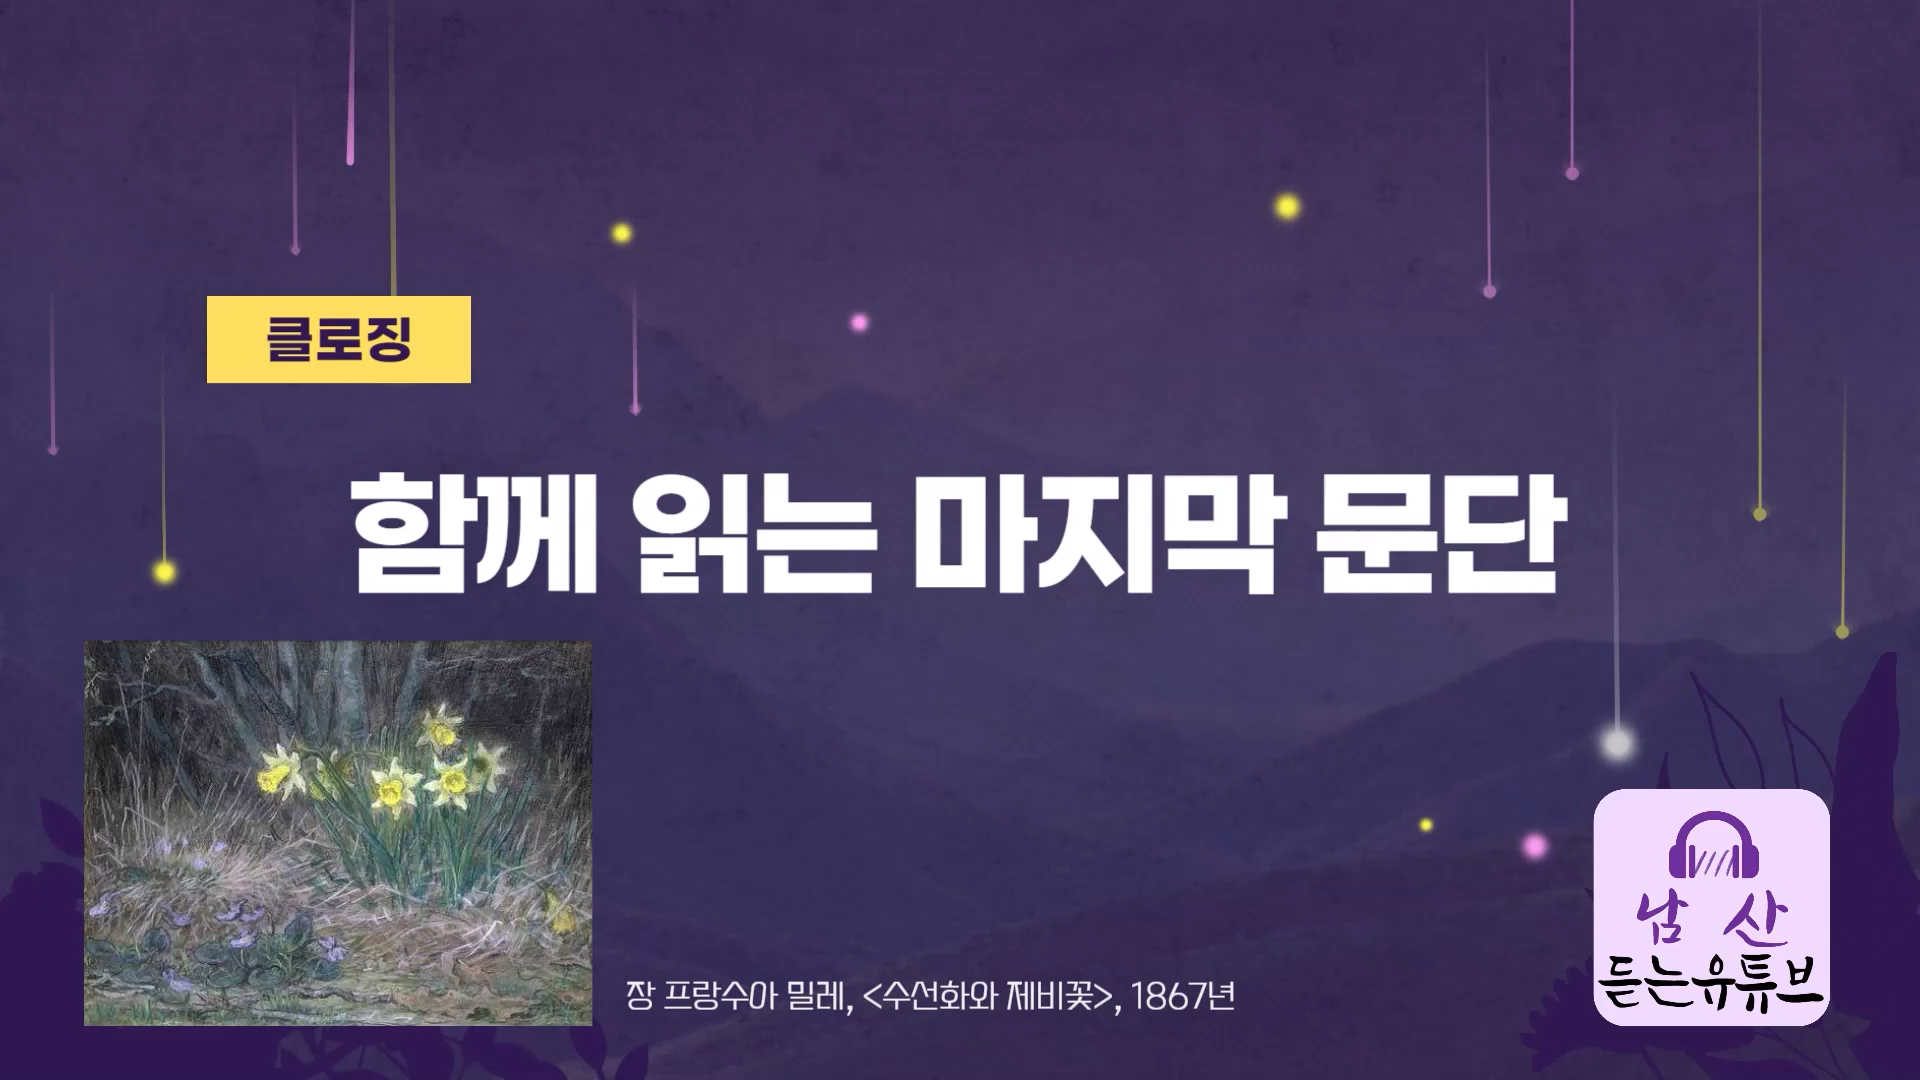 클로징
함께 읽는 마지막 문단
장 프랑수아 밀레, <수선화와 제비꽃>, 1867년
남 산
듣는유튜브